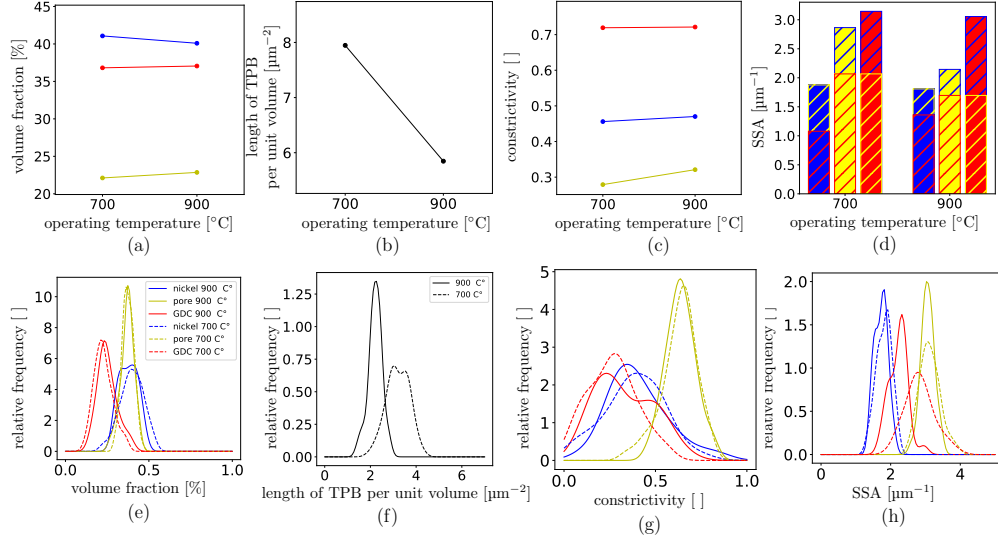 volume fraction [%]
40
35
30
25
20
700
900
operating temperature [°C]
(a)
length of TPB
per unit volume [µm⁻²]
8
7
6
700
900
operating temperature [°C]
(b)
constrictivity [ ]
0.7
0.6
0.5
0.4
0.3
700
900
operating temperature [°C]
(c)
SSA [µm⁻¹]
3.0
2.5
2.0
1.5
1.0
0.5
0.0
700
900
operating temperature [°C]
(d)
relative frequency [ ]
10
8
6
4
2
0
0.0
0.5
1.0
nickel 900 C°
pore 900 C°
GDC 900 C°
nickel 700 C°
pore 700 C°
GDC 700 C°
volume fraction [%]
(e)
relative frequency [ ]
1.25
1.00
0.75
0.50
0.25
0.00
0
2
4
6
900 C°
700 C°
length of TPB per unit volume [µm⁻²]
(f)
relative frequency [ ]
5
4
3
2
1
0
0.0
0.5
1.0
constrictivity [ ]
(g)
relative frequency [ ]
2.0
1.5
1.0
0.5
0.0
0
2
4
SSA [µm⁻¹]
(h)